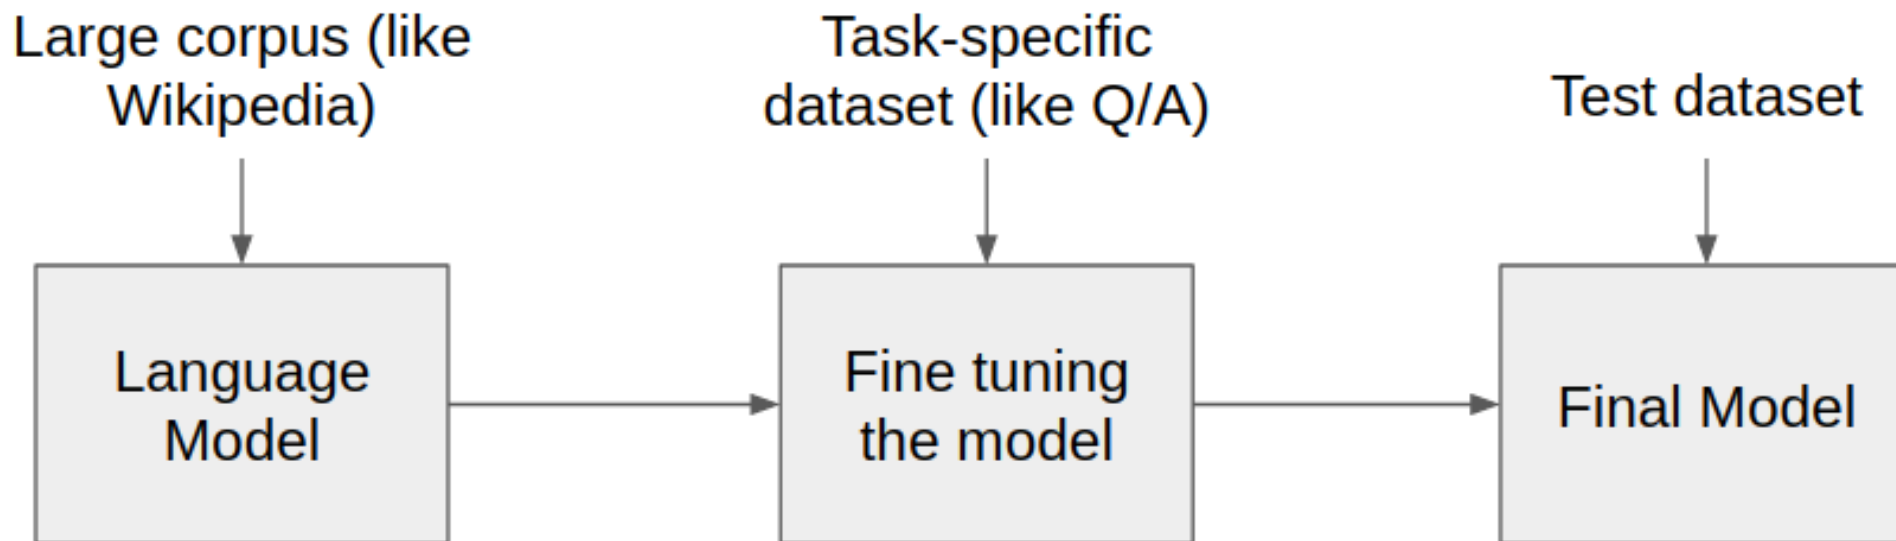 Large corpus (like
Wikipedia)
Task-specific
dataset (like Q/A)
Test dataset
Language
Model
Fine tuning
the model
Final Model